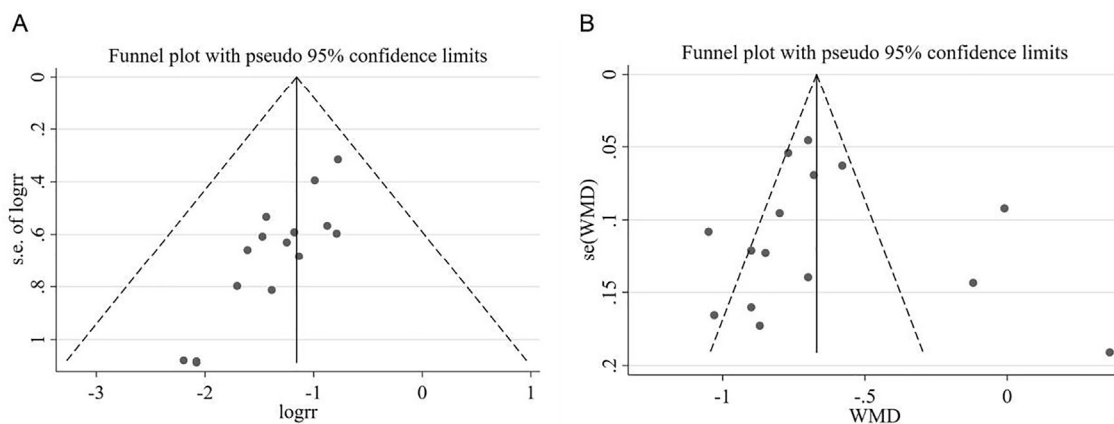 A
Funnel plot with pseudo 95% confidence limits
0
.2
.4
.6
.8
1
s.e. of logrr
-3 -2 -1 0 1
logrr
B
Funnel plot with pseudo 95% confidence limits
0
.05
.1
.15
.2
se(WMD)
-1 -.5 0
WMD